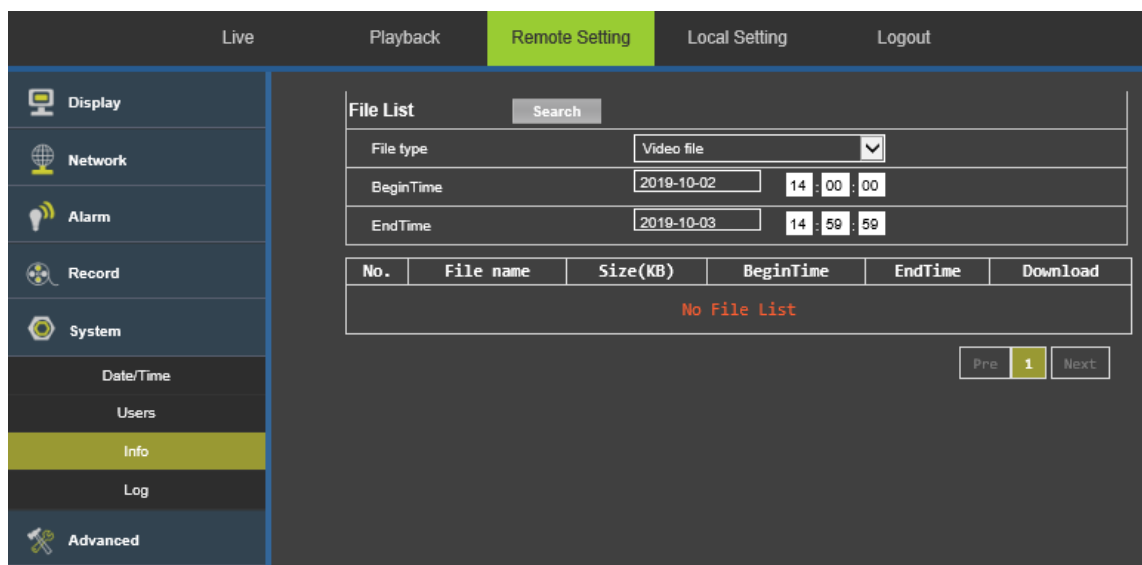 Live Playback Remote Setting Local Setting Logout
Display
Network
Alarm
Record
System
Date/Time
Users
Info
Log
Advanced
File List Search
File type Video file
BeginTime 2019-10-02 14 : 00 : 00
EndTime 2019-10-03 14 : 59 : 59
No. File name Size(KB) BeginTime EndTime Download
No File List
Pre 1 Next